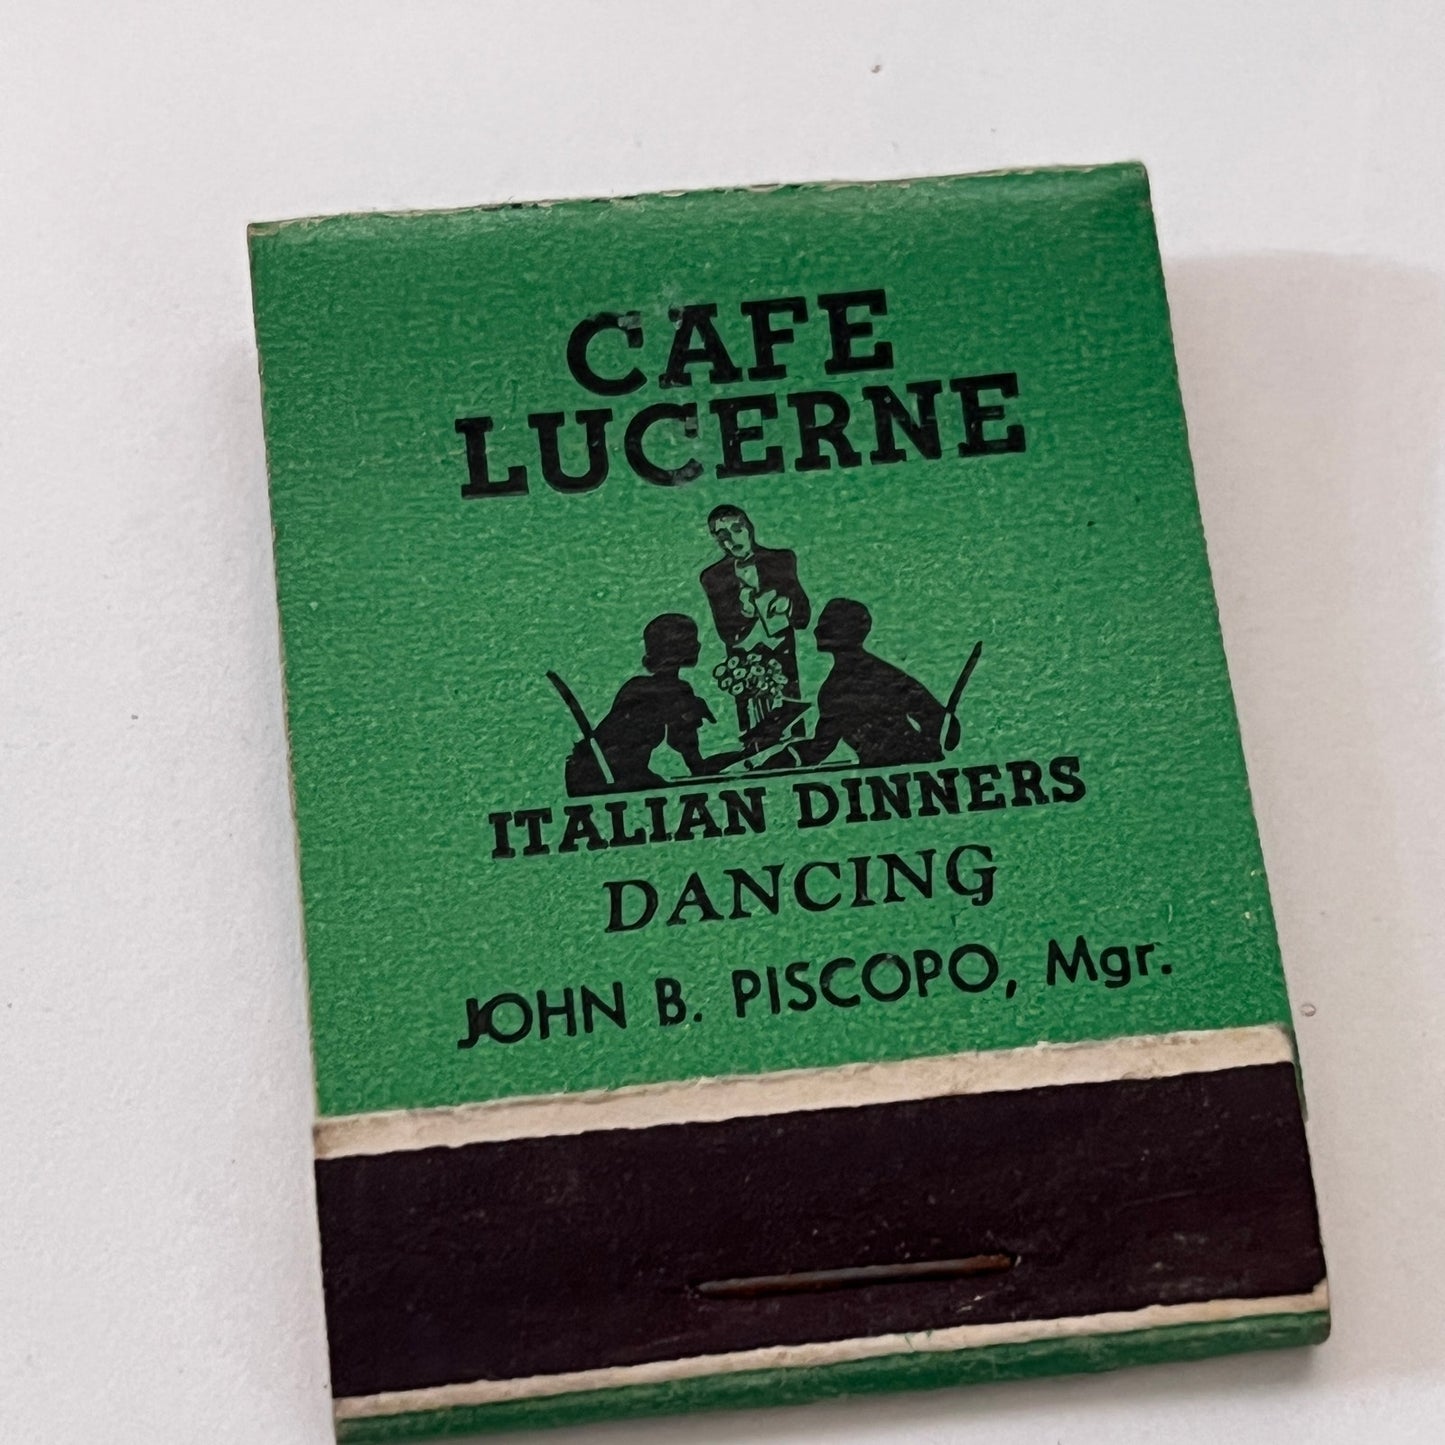 CAFE
LUCERNE
ITALIAN DINNERS
DANCING
JOHN B. PISCOPO, Mgr.